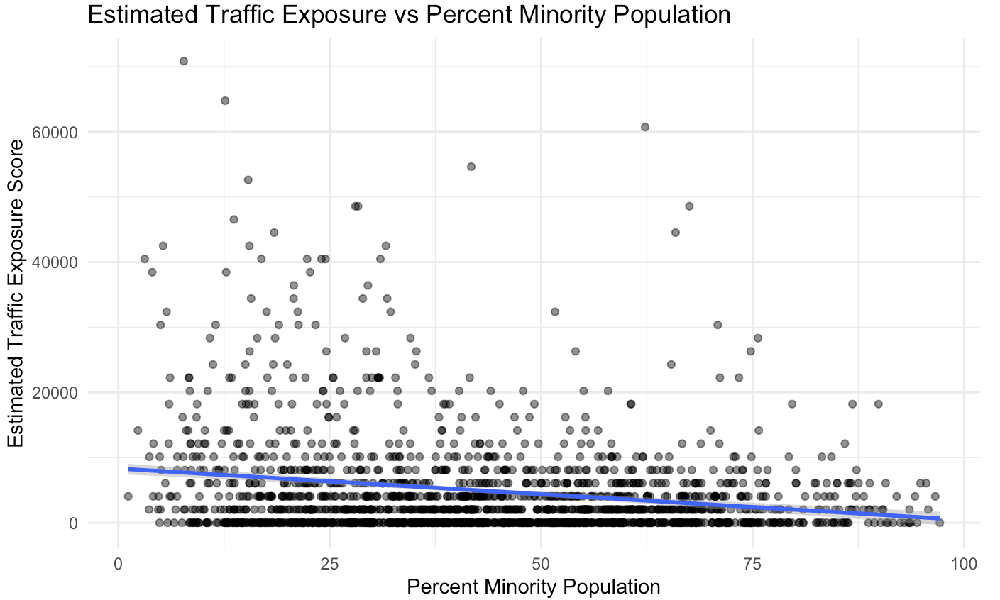 Estimated Traffic Exposure vs Percent Minority Population
Estimated Traffic Exposure Score
60000
40000
20000
0
0 25 50 75 100
Percent Minority Population